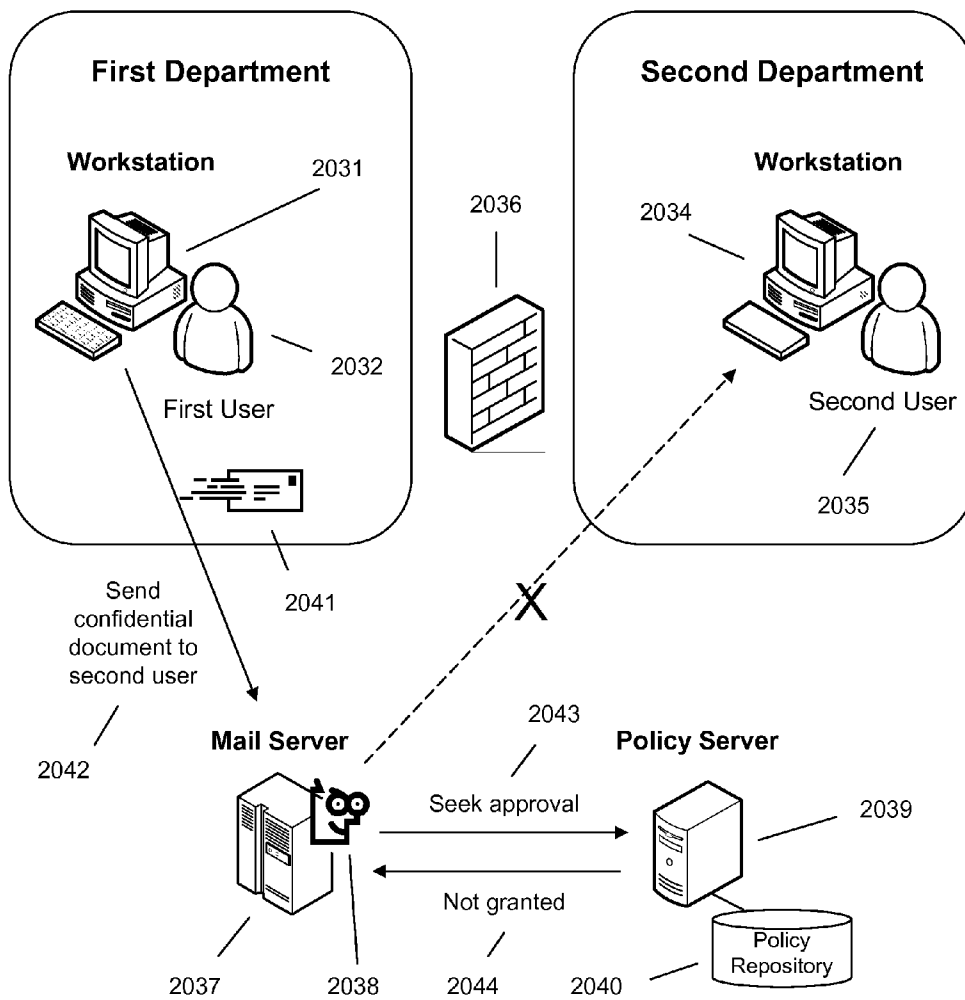 First Department
Second Department
Workstation
Workstation
2031
2036
2034
2032
First User
Second User
2035
2041
Send
confidential
document to
second user
2042
Mail Server
2043
Policy Server
Seek approval
2039
Not granted
Policy
Repository
2037
2038
2044
2040
X